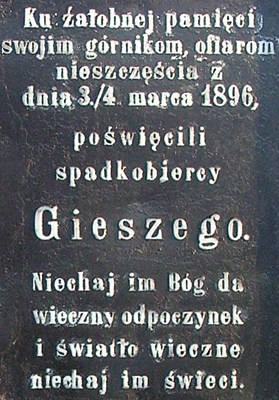 Ku żałobnej pamięci
swojim górnikom, ofiarom
nieszczęścia z
dnia 3/4 marca 1896,
poświęcili
spadkobiercy
Gieszego.
Niechaj im Bóg da
wieczny odpoczynek
i światło wieczne
niechaj im świeci.